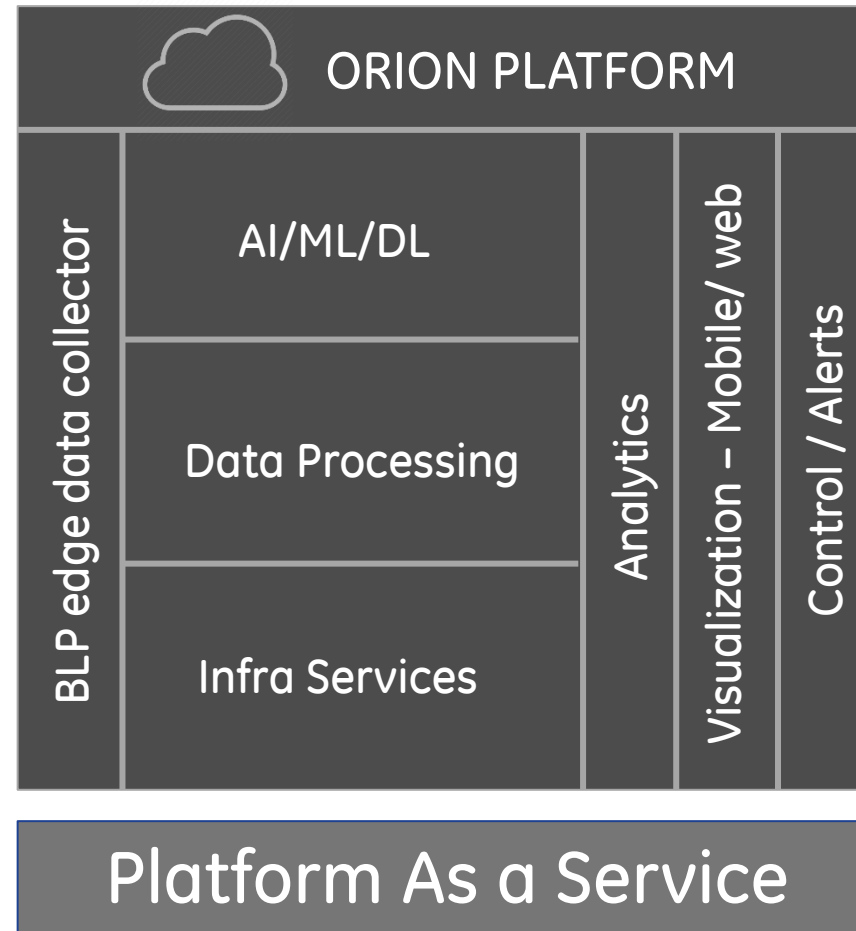 ORION PLATFORM
BLP edge data collector
AI/ML/DL
Data Processing
Infra Services
Analytics
Visualization – Mobile/ web
Control / Alerts
Platform As a Service